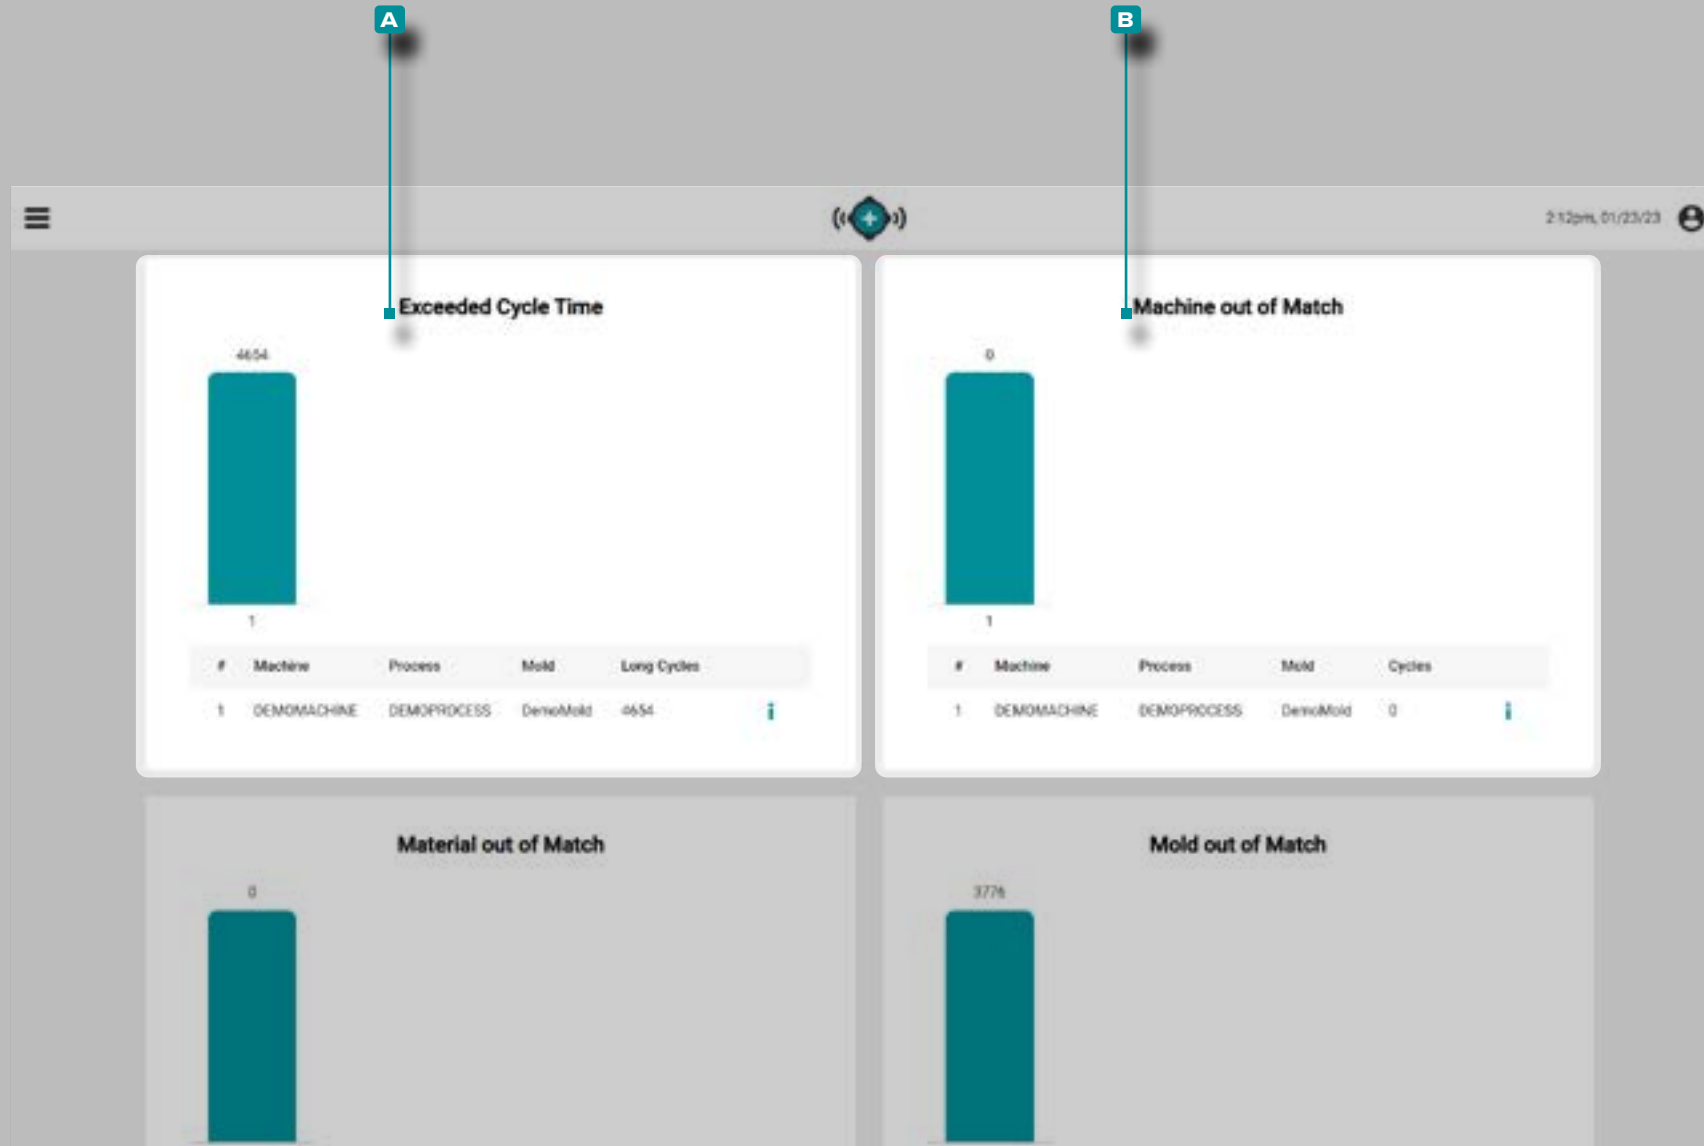 A B
2:12pm, 01/23/23
Exceeded Cycle Time
4654
1
# Machine Process Mold Long Cycles
1 DEMOMACHINE DEMOPROCESS DemoMold 4654 i
Machine out of Match
0
1
# Machine Process Mold Cycles
1 DEMOMACHINE DEMOPROCESS DemoMold 0 i
Material out of Match
0
Mold out of Match
3776